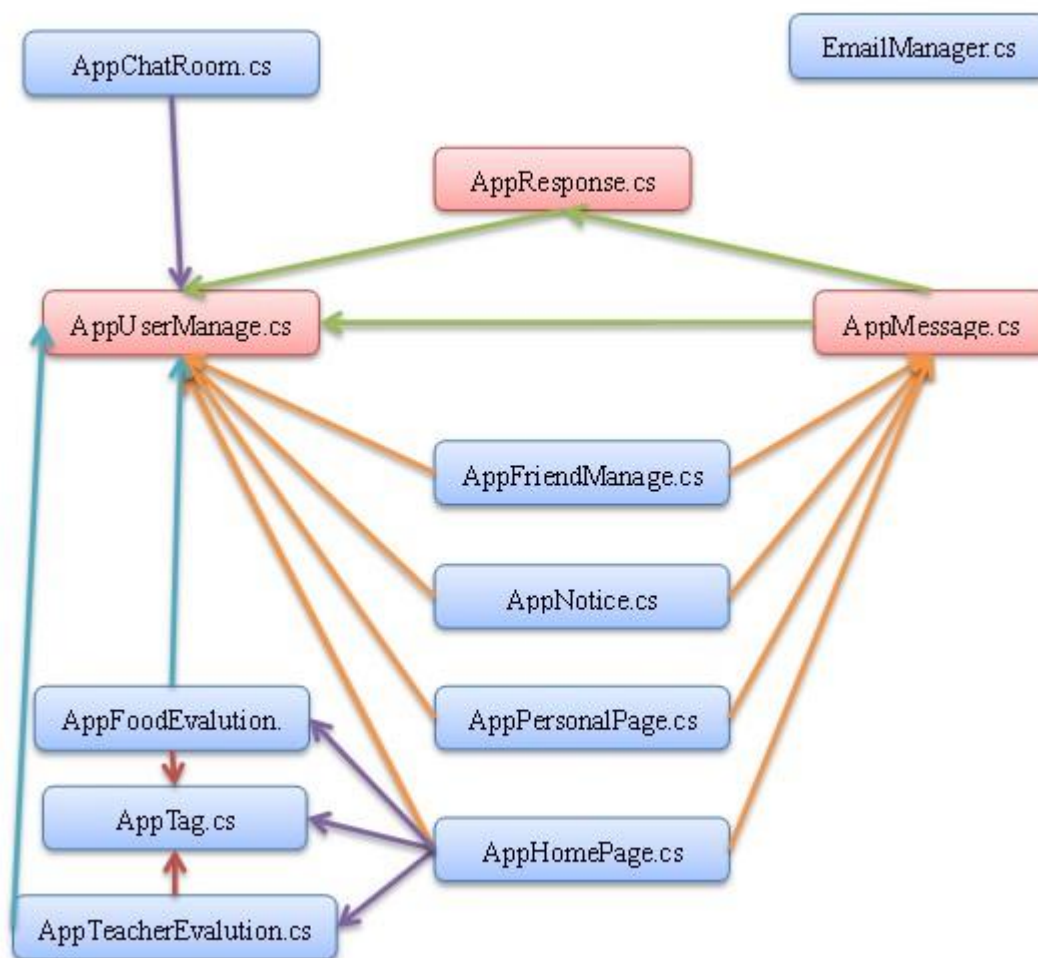 AppChatRoom.cs
EmailManager.cs
AppResponse.cs
AppUserManage.cs
AppMessage.cs
AppFriendManage.cs
AppNotice.cs
AppFoodEvalution.
AppPersonalPage.cs
AppTag.cs
AppHomePage.cs
AppTeacherEvalution.cs